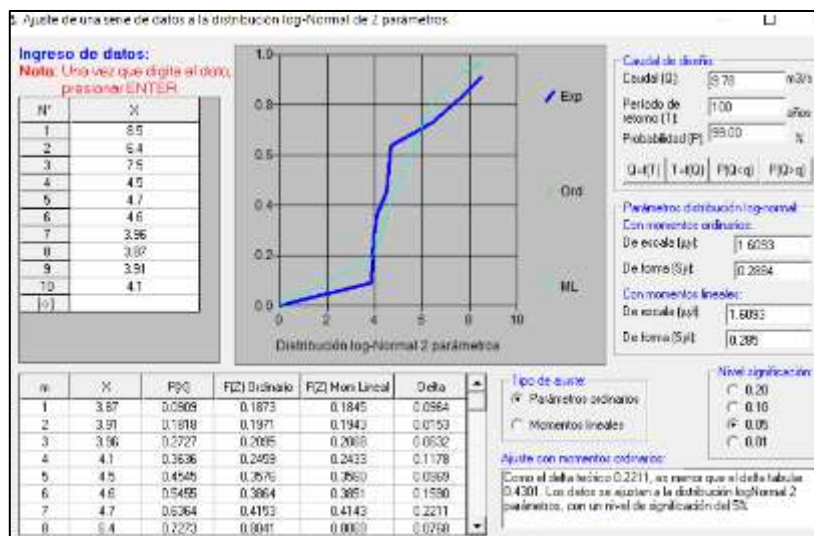 Ajuste de una serie de datos a la distribución log-Normal de 2 parámetros.
Ingreso de datos:
Nota: Una vez que digite el dato,
presionar ENTER
N° X
1 8.5
2 6.4
3 7.5
4 4.5
5 4.7
6 4.6
7 3.96
8 3.87
9 3.91
10 4.1
(*)
1.0
0.8
0.5
0.4
0.2
0.0
0 2 4 6 8 10
Exp
Ord
ML
Distribución log-Normal 2 parámetros
Caudal de diseño:
Caudal (Q): 9.78 m3/s
Período de
retorno (T): 100 años
Probabilidad (P): 99.00 %
Q=f(T) T=f(Q) P(Q<q) P(Q>q)
Parámetros distribución log-normal:
Con momentos ordinarios:
De escala (µy): 1.6093
De forma (Sy): 0.2884
Con momentos lineales:
De escala (µyl): 1.6093
De forma (Syl): 0.285
m X P(X) F(Z) Ordinario F(Z) Mom Lineal Delta
1 3.87 0.0909 0.1873 0.1845 0.0964
2 3.91 0.1818 0.1971 0.1943 0.0153
3 3.96 0.2727 0.2095 0.2068 0.0632
4 4.1 0.3636 0.2459 0.2433 0.1178
5 4.5 0.4545 0.3576 0.3560 0.0969
6 4.6 0.5455 0.3864 0.3851 0.1590
7 4.7 0.6364 0.4153 0.4143 0.2211
8 6.4 0.7273 0.8041 0.0768
Tipo de ajuste:
Parámetros ordinarios
Momentos lineales
Nivel significación:
0.20
0.10
0.05
0.01
Ajuste con momentos ordinarios:
Como el delta teórico 0.2211, es menor que el delta tabular
0.4301. Los datos se ajustan a la distribución logNormal 2
parámetros, con un nivel de significación del 5%